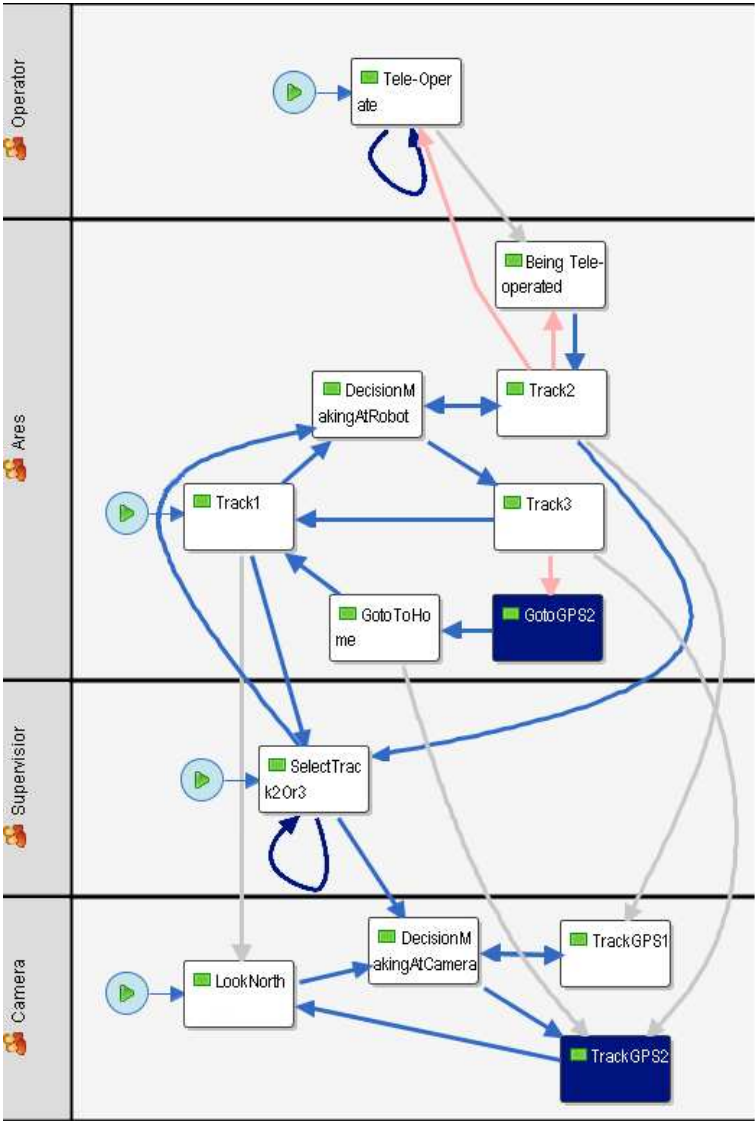 Operator
Tele-Oper
ate
Ares
Being Tele-
operated
DecisionM
akingAtRobot
Track2
Track1
Track3
GotoToHo
me
GotoGPS2
Supervisior
SelectTrac
k2Or3
Camera
DecisionM
akingAtCamera
TrackGPS1
LookNorth
TrackGPS2